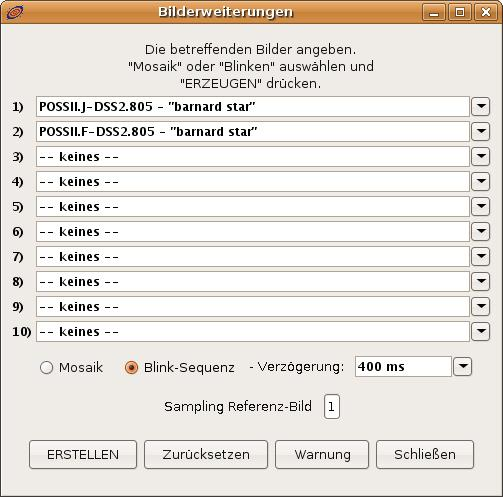 Bilderweiterungen
Die betreffenden Bilder angeben.
"Mosaik" oder "Blinken" auswählen und
"ERZEUGEN" drücken.
1) POSSII.J-DSS2.805 - "barnard star"
2) POSSII.F-DSS2.805 - "barnard star"
3) -- keines --
4) -- keines --
5) -- keines --
6) -- keines --
7) -- keines --
8) -- keines --
9) -- keines --
10) -- keines --
Mosaik Blink-Sequenz - Verzögerung: 400 ms
Sampling Referenz-Bild 1
ERSTELLEN Zurücksetzen Warnung Schließen